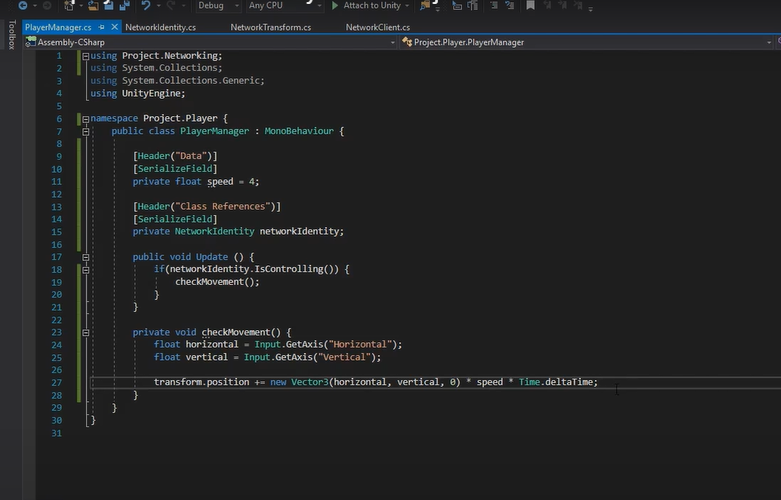 Debug
Any CPU
Attach to Unity
Toolbox
PlayerManager.cs
NetworkIdentity.cs
NetworkTransform.cs
NetworkClient.cs
Assembly-CSharp
Project.Player.PlayerManager
1 using Project.Networking;
2 using System.Collections;
3 using System.Collections.Generic;
4 using UnityEngine;
5
6 namespace Project.Player {
7 public class PlayerManager : MonoBehaviour {
8
9 [Header("Data")]
10 [SerializeField]
11 private float speed = 4;
12
13 [Header("Class References")]
14 [SerializeField]
15 private NetworkIdentity networkIdentity;
16
17 public void Update () {
18 if(networkIdentity.IsControlling()) {
19 checkMovement();
20 }
21 }
22
23 private void checkMovement() {
24 float horizontal = Input.GetAxis("Horizontal");
25 float vertical = Input.GetAxis("Vertical");
26
27 transform.position += new Vector3(horizontal, vertical, 0) * speed * Time.deltaTime;
28 }
29 }
30 }
31